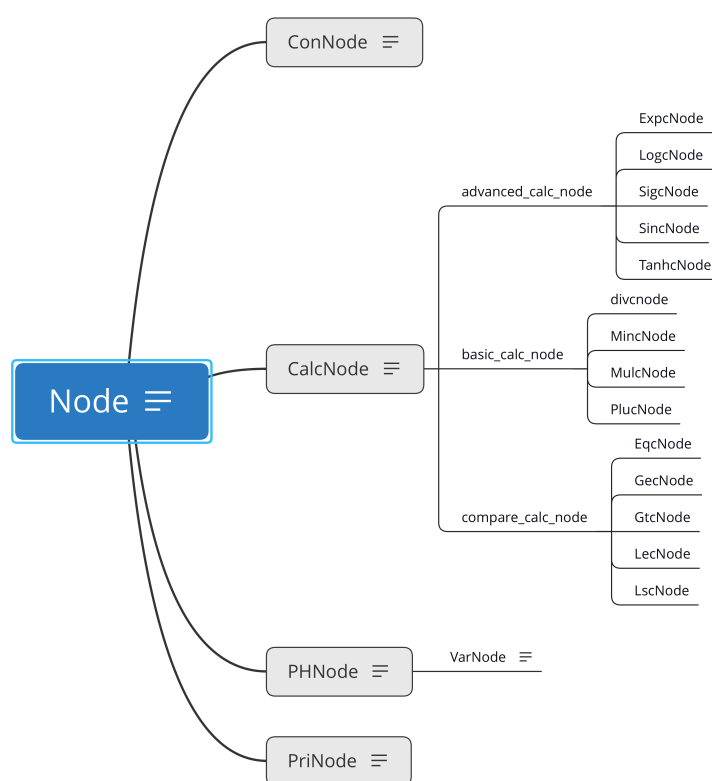 ConNode
ExpcNode
LogcNode
advanced_calc_node
SigcNode
SincNode
TanhcNode
divcnode
MincNode
basic_calc_node
CalcNode
MulcNode
Node
PlucNode
EqcNode
GecNode
compare_calc_node
GtcNode
LecNode
LscNode
VarNode
PHNode
PriNode